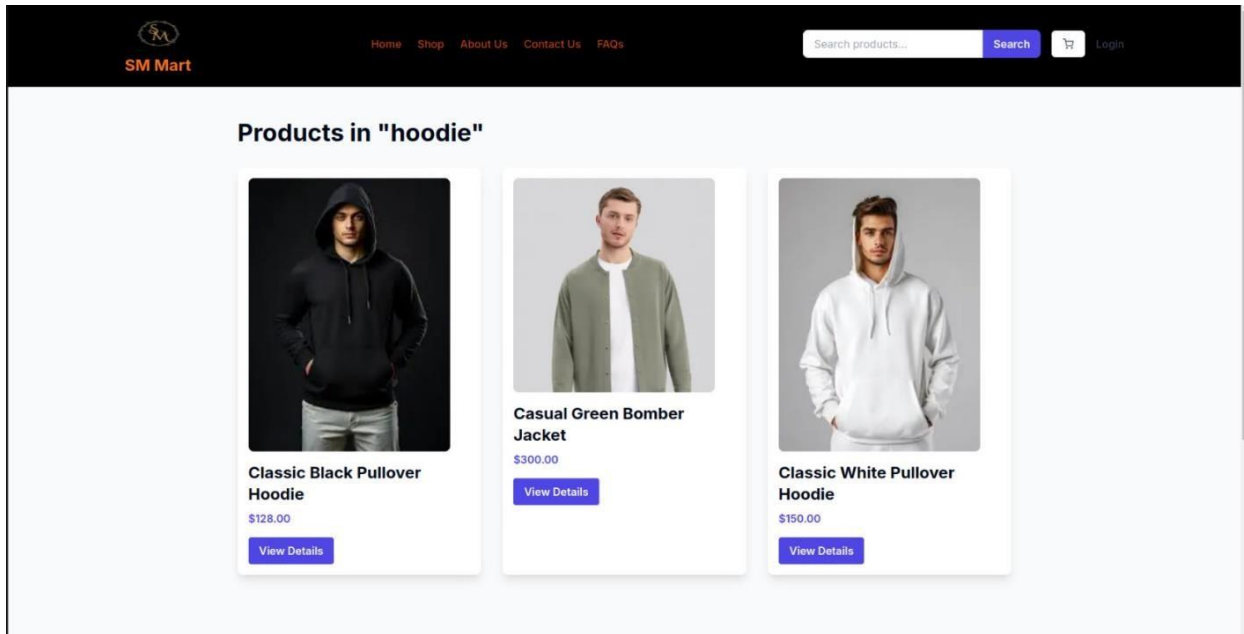 SM
SM Mart
Home Shop About Us Contact Us FAQs
Search products... Search Login
Products in "hoodie"
Classic Black Pullover
Hoodie
$128.00
View Details
Casual Green Bomber
Jacket
$300.00
View Details
Classic White Pullover
Hoodie
$150.00
View Details